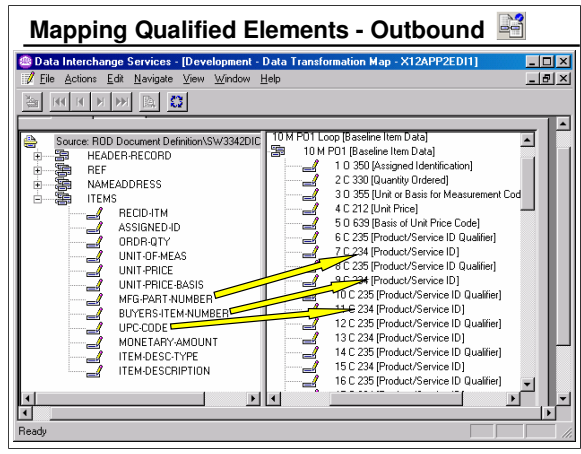 Mapping Qualified Elements - Outbound
Data Interchange Services - [Development - Data Transformation Map - X12APP2EDI1]
File Actions Edit Navigate View Window Help
Source: ROD Document Definition\SW3342DIC
HEADER-RECORD
REF
NAMEADDRESS
ITEMS
RECID-ITM
ASSIGNED-ID
ORDR-QTY
UNIT-OF-MEAS
UNIT-PRICE
UNIT-PRICE-BASIS
MFG-PART-NUMBER
BUYERS-ITEM-NUMBER
UPC-CODE
MONETARY-AMOUNT
ITEM-DESC-TYPE
ITEM-DESCRIPTION
10 M PO1 Loop [Baseline Item Data]
10 M PO1 [Baseline Item Data]
1 O 350 [Assigned Identification]
2 C 330 [Quantity Ordered]
3 O 355 [Unit or Basis for Measurement Cod
4 C 212 [Unit Price]
5 O 639 [Basis of Unit Price Code]
6 C 235 [Product/Service ID Qualifier]
7 C 234 [Product/Service ID]
8 C 235 [Product/Service ID Qualifier]
9 C 234 [Product/Service ID]
10 C 235 [Product/Service ID Qualifier]
11 C 234 [Product/Service ID]
12 C 235 [Product/Service ID Qualifier]
13 C 234 [Product/Service ID]
14 C 235 [Product/Service ID Qualifier]
15 C 234 [Product/Service ID]
16 C 235 [Product/Service ID Qualifier]
Ready